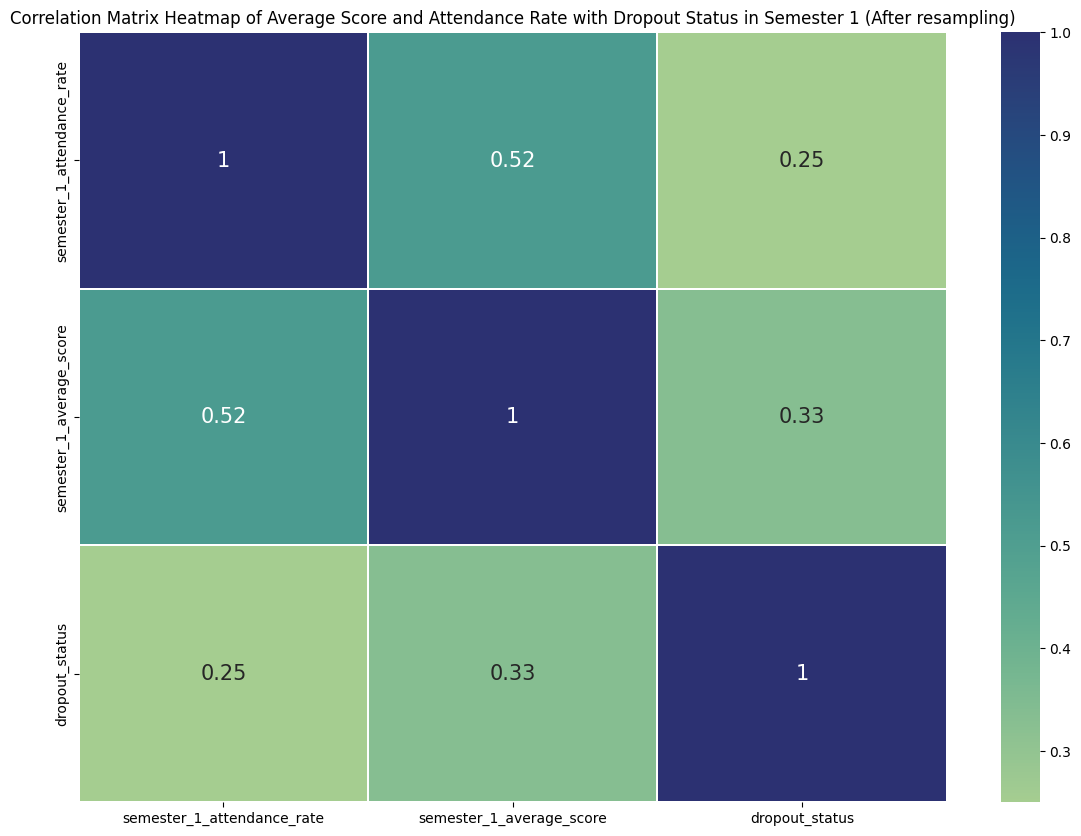 Correlation Matrix Heatmap of Average Score and Attendance Rate with Dropout Status in Semester 1 (After resampling)
semester_1_attendance_rate
1
0.52
0.25
semester_1_average_score
0.52
1
0.33
dropout_status
0.25
0.33
1
semester_1_attendance_rate
semester_1_average_score
dropout_status
1.0
0.9
0.8
0.7
0.6
0.5
0.4
0.3